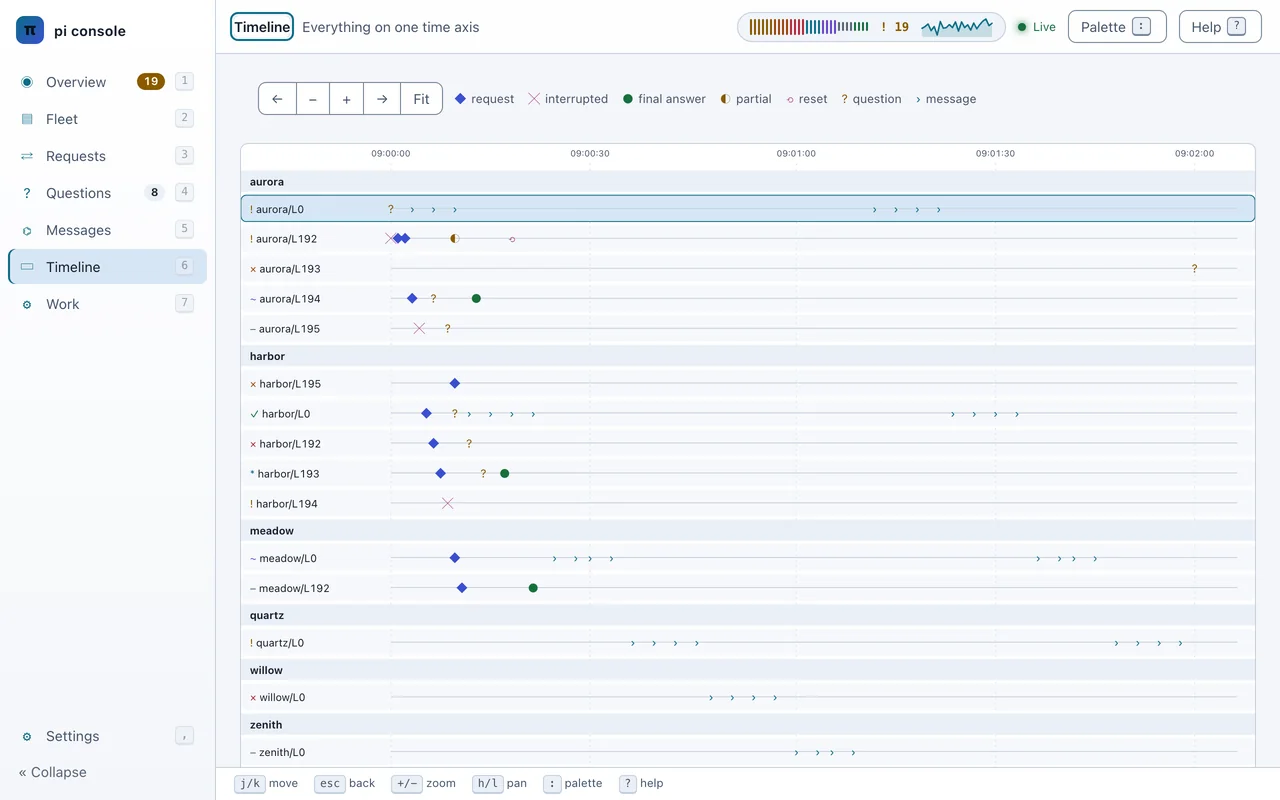 π pi console
Overview 19 1
Fleet 2
Requests 3
? Questions 8 4
Messages 5
Timeline 6
Work 7
Settings ,
« Collapse
Timeline Everything on one time axis
! 19
Live
Palette :
Help ?
← − + → Fit
request interrupted final answer partial reset ? question › message
09:00:00 09:00:30 09:01:00 09:01:30 09:02:00
aurora
! aurora/L0 ? › › › › › › ›
! aurora/L192
× aurora/L193 ?
~ aurora/L194 ?
– aurora/L195 ?
harbor
× harbor/L195
✓ harbor/L0 ? › › › › › › › ›
× harbor/L192 ?
* harbor/L193 ?
! harbor/L194
meadow
~ meadow/L0 › › › › › › › ›
– meadow/L192
quartz
! quartz/L0 › › › › › › › ›
willow
× willow/L0 › › › ›
zenith
– zenith/L0 › › › ›
j/k move esc back +/− zoom h/l pan : palette ? help